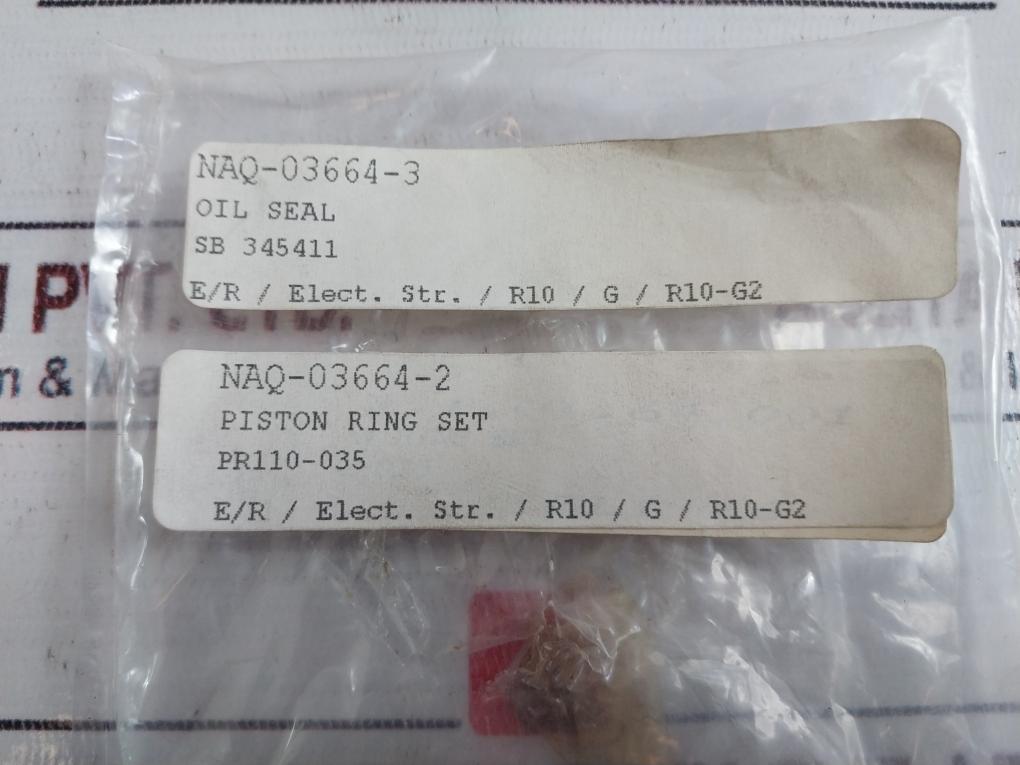 NAQ-03664-3
OIL SEAL
SB 345411
E/R / Elect. Str. / R10 / G / R10-G2
NAQ-03664-2
PISTON RING SET
PR110-035
E/R / Elect. Str. / R10 / G / R10-G2